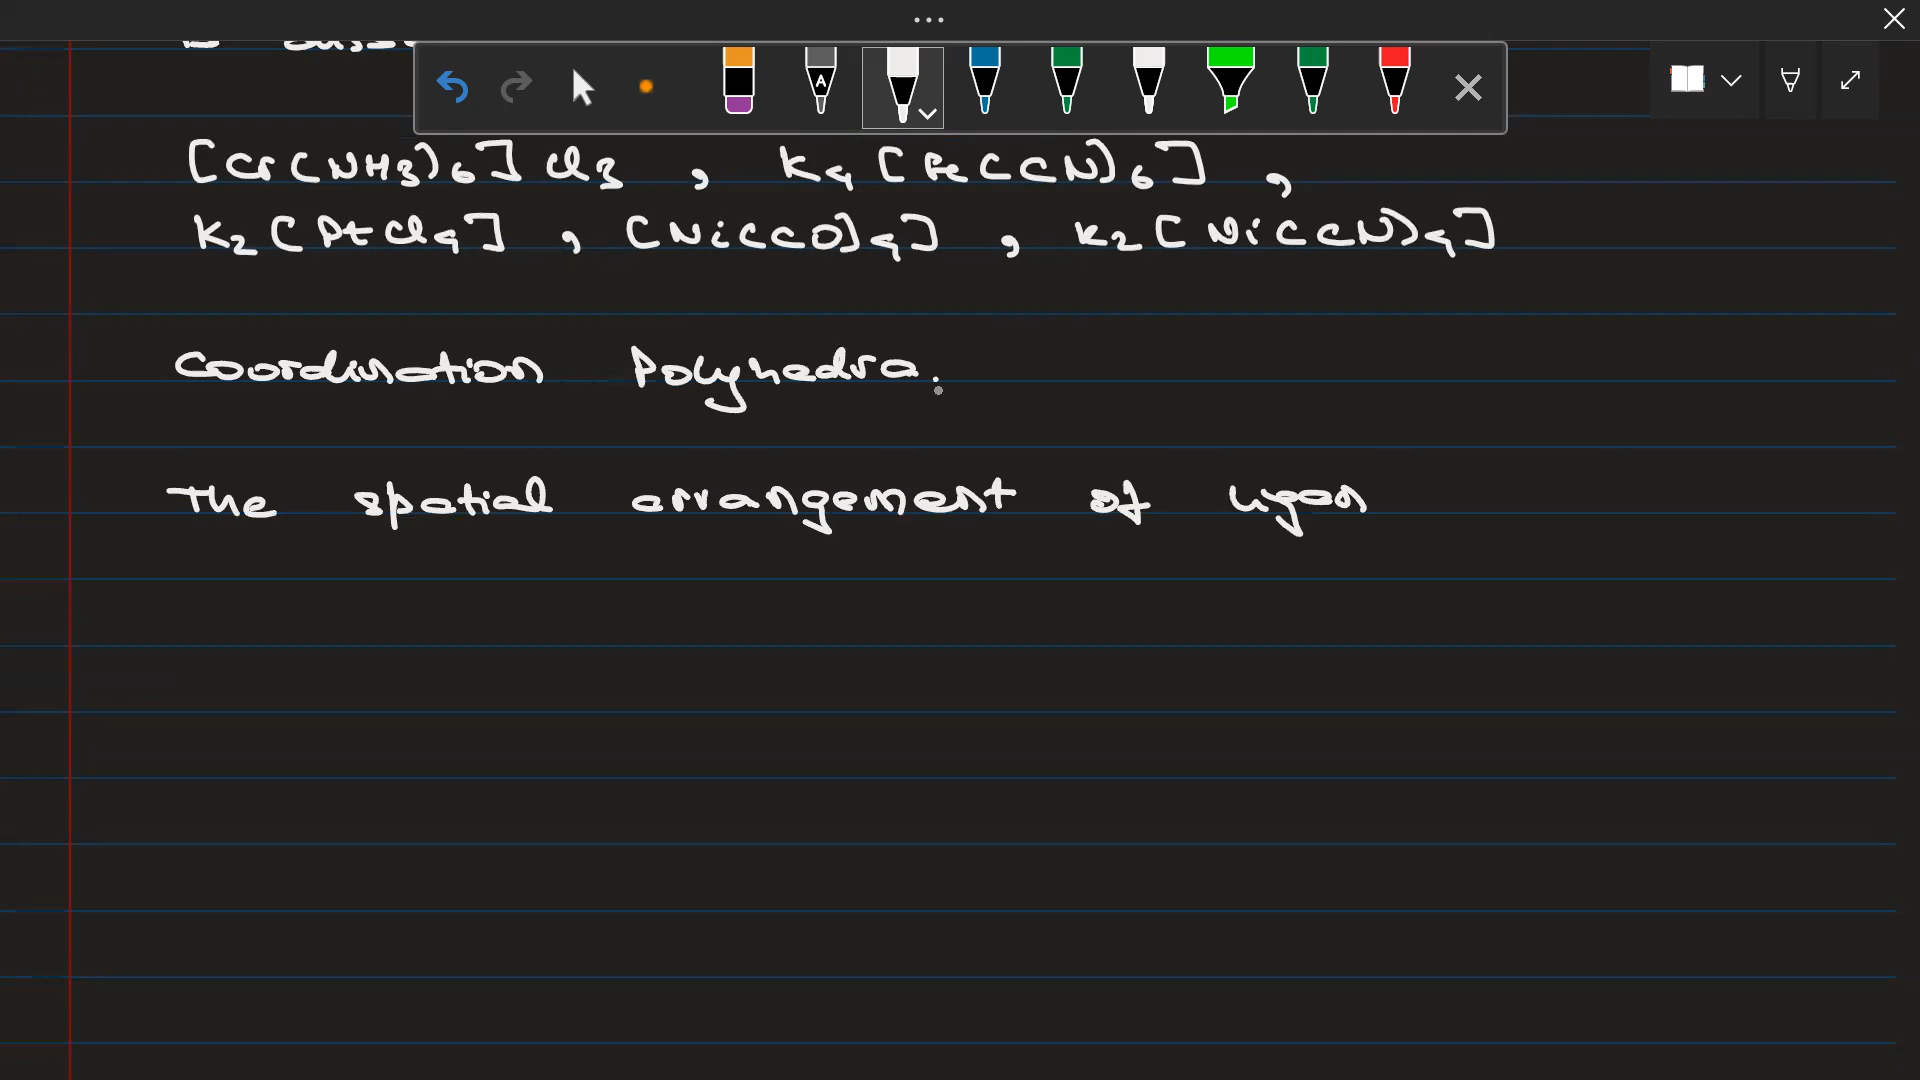 [Cr(NH3)6]Cl3 , K4[Fe(CN)6] ,
K2[PtCl4] , [Ni(CO)4] , K2[Ni(CN)4]
Coordination Polyhedra.
The spatial arrangement of ligan